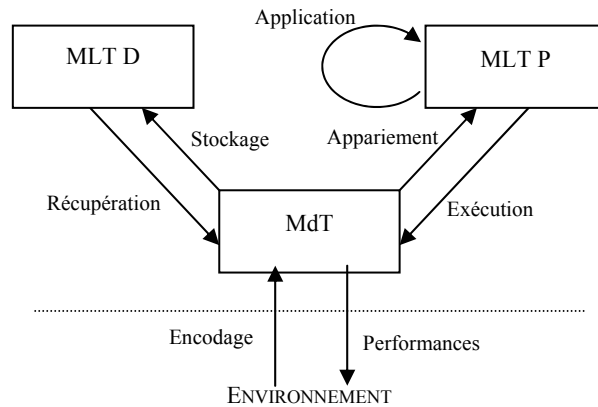 Application
MLT D
MLT P
Stockage
Appariement
Récupération
MdT
Exécution
Encodage
Performances
ENVIRONNEMENT